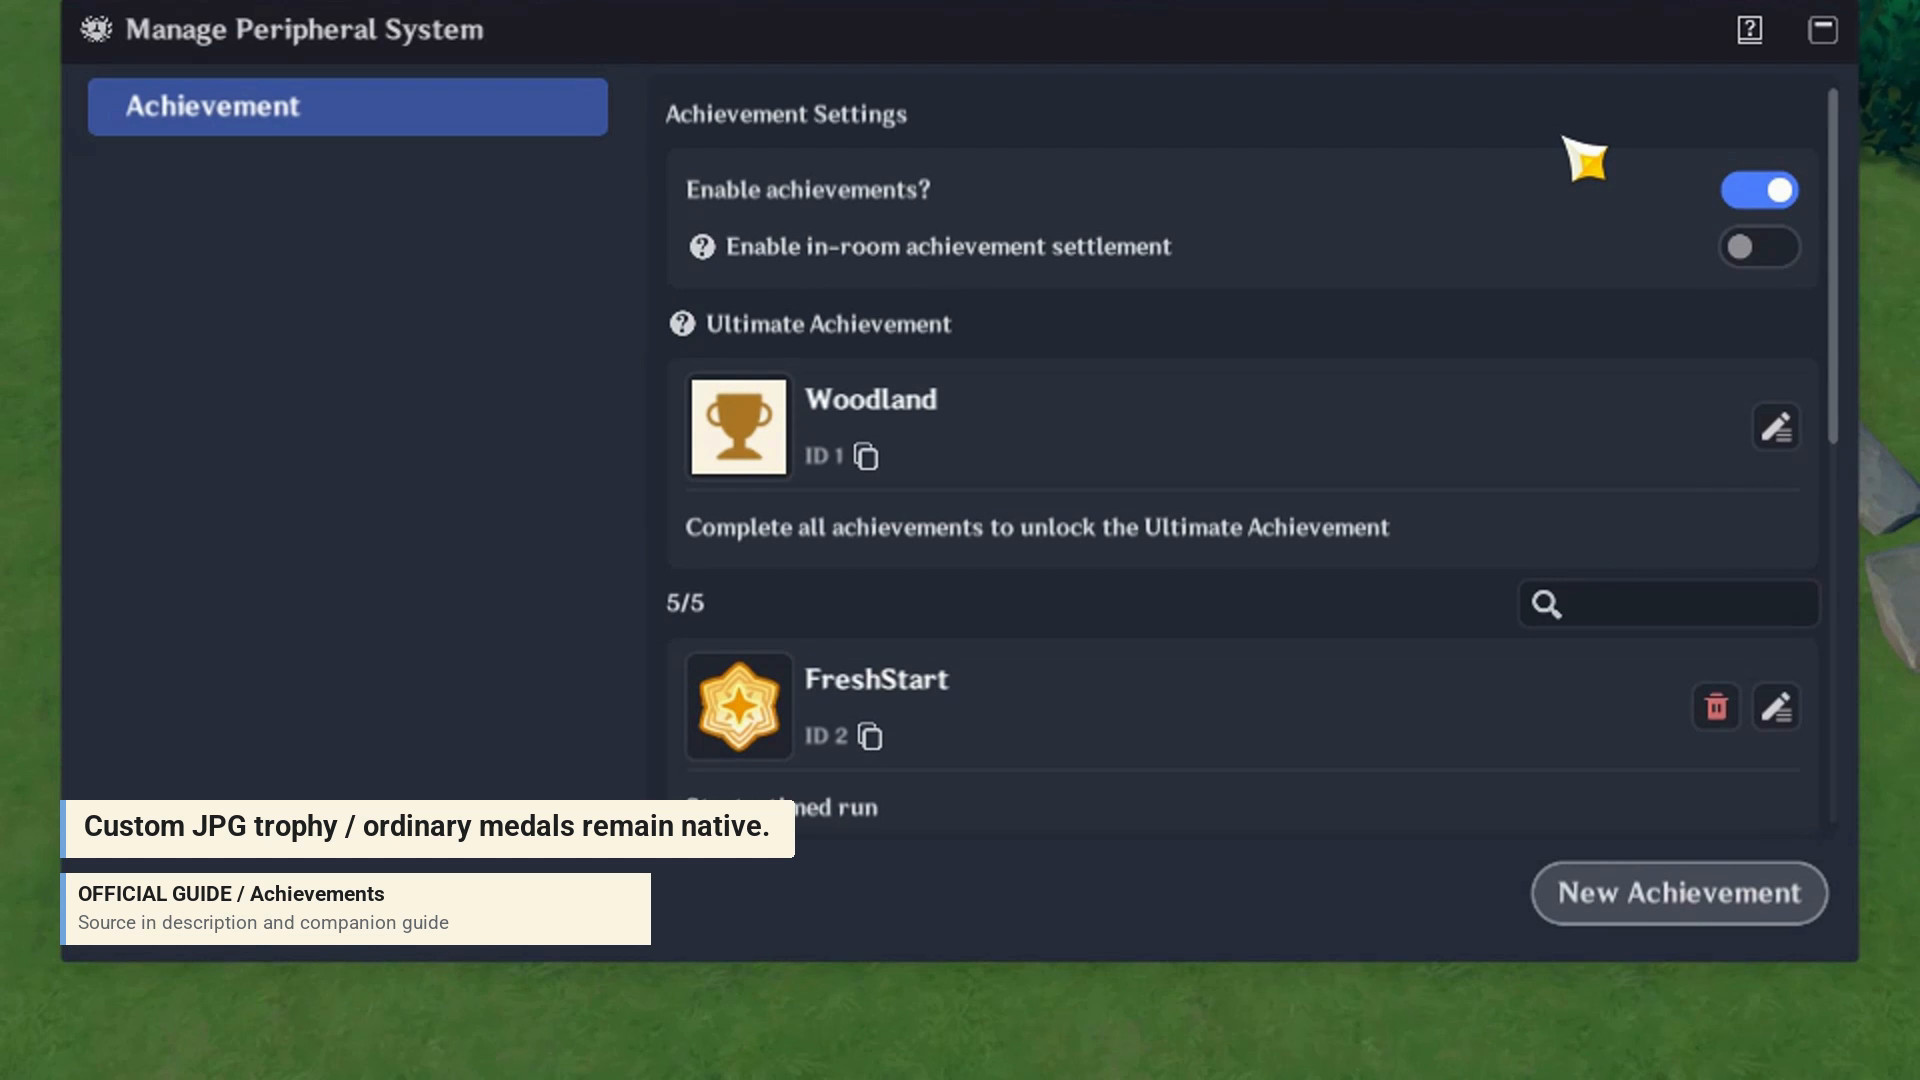 Manage Peripheral System
Achievement
Achievement Settings
Enable achievements?
Enable in-room achievement settlement
Ultimate Achievement
Woodland
ID 1
Complete all achievements to unlock the Ultimate Achievement
5/5
FreshStart
ID 2
run
Custom JPG trophy / ordinary medals remain native.
OFFICIAL GUIDE / Achievements
Source in description and companion guide
New Achievement